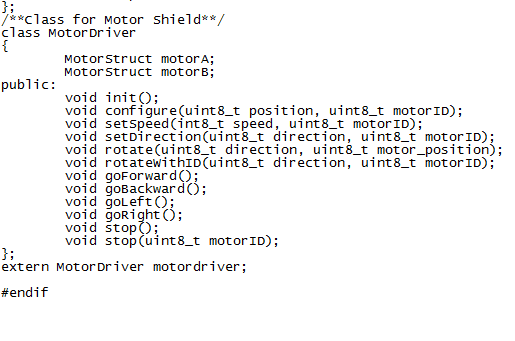 };
/**Class for Motor Shield**/
class MotorDriver
{
        MotorStruct motorA;
        MotorStruct motorB;
public:
        void init();
        void configure(uint8_t position, uint8_t motorID);
        void setSpeed(int8_t speed, uint8_t motorID);
        void setDirection(uint8_t direction, uint8_t motorID);
        void rotate(uint8_t direction, uint8_t motor_position);
        void rotateWithID(uint8_t direction, uint8_t motorID);
        void goForward();
        void goBackward();
        void goLeft();
        void goRight();
        void stop();
        void stop(uint8_t motorID);
};
extern MotorDriver motordriver;

#endif